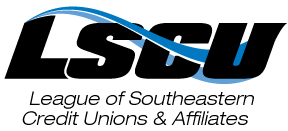 LSCU
League of Southeastern
Credit Unions & Affiliates